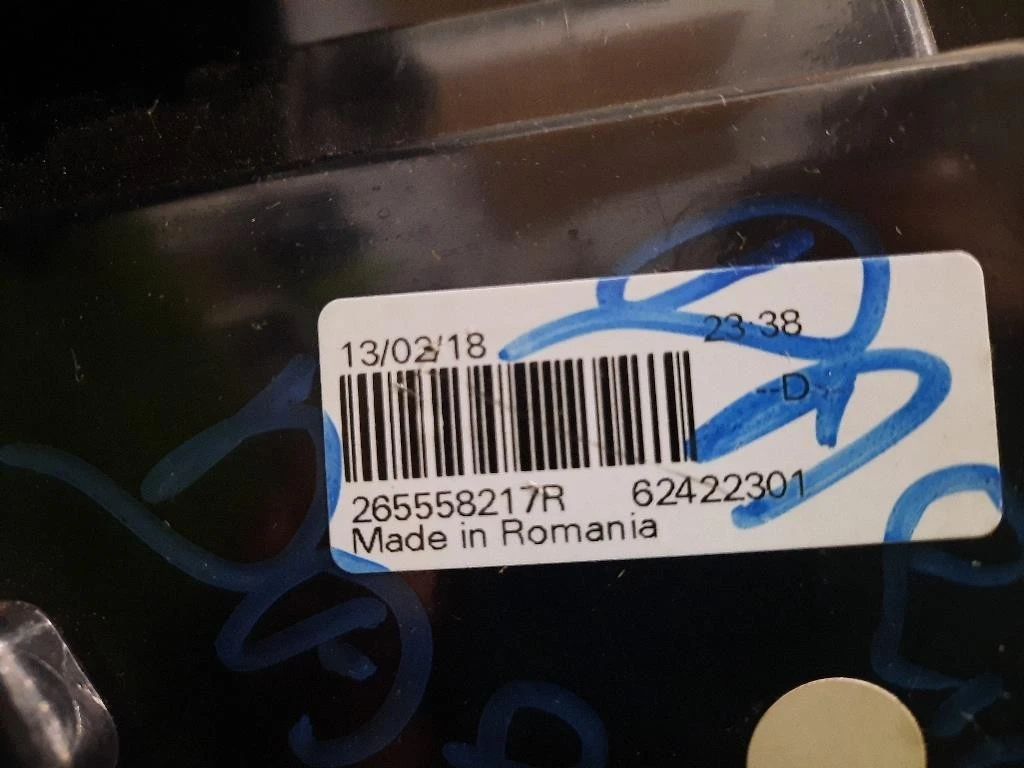 13/02/18 23:38
--D--
265558217R 62422301
Made in Romania